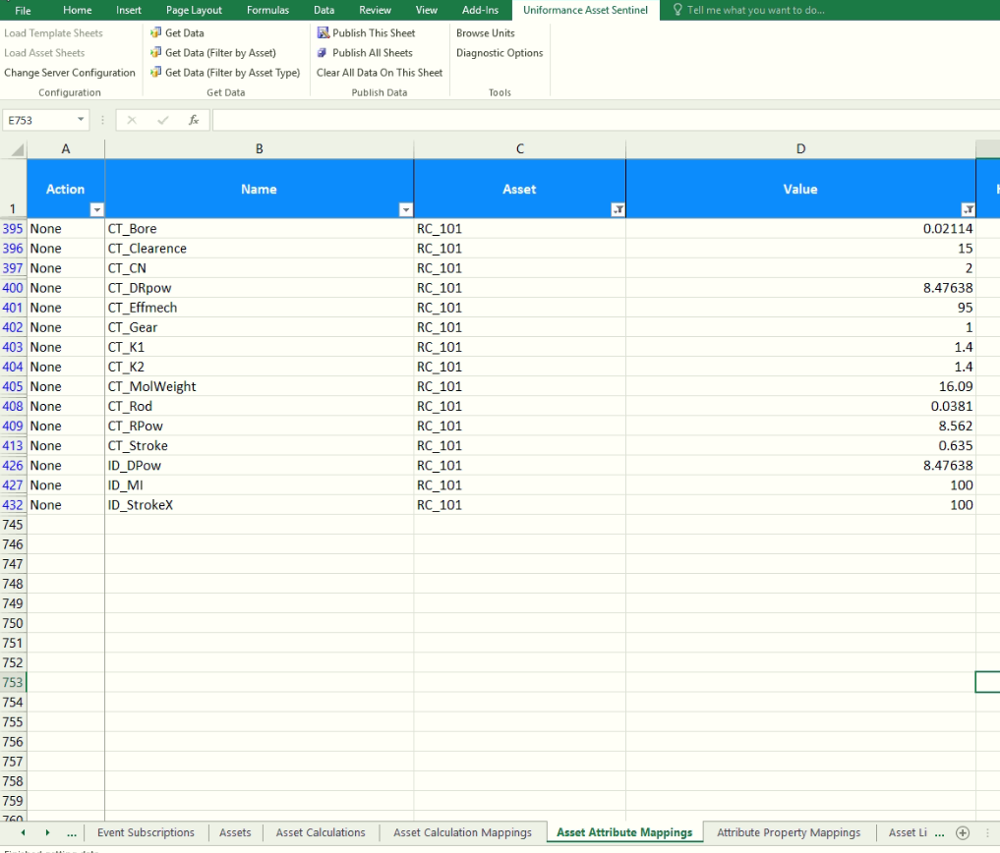 File Home Insert Page Layout Formulas Data Review View Add-Ins Uniformance Asset Sentinel Tell me what you want to do...
Load Template Sheets Get Data Publish This Sheet Browse Units
Load Asset Sheets Get Data (Filter by Asset) Publish All Sheets Diagnostic Options
Change Server Configuration Get Data (Filter by Asset Type) Clear All Data On This Sheet
Configuration Get Data Publish Data Tools
E753 fx
A B C D
1 Action Name Asset Value
395 None CT_Bore RC_101 0.02114
396 None CT_Clearence RC_101 15
397 None CT_CN RC_101 2
400 None CT_DRpow RC_101 8.47638
401 None CT_Effmech RC_101 95
402 None CT_Gear RC_101 1
403 None CT_K1 RC_101 1.4
404 None CT_K2 RC_101 1.4
405 None CT_MolWeight RC_101 16.09
408 None CT_Rod RC_101 0.0381
409 None CT_RPow RC_101 8.562
413 None CT_Stroke RC_101 0.635
426 None ID_DPow RC_101 8.47638
427 None ID_MI RC_101 100
432 None ID_StrokeX RC_101 100
745
746
747
748
749
750
751
752
753
754
755
756
757
758
759
760
... Event Subscriptions Assets Asset Calculations Asset Calculation Mappings Asset Attribute Mappings Attribute Property Mappings Asset Li ...